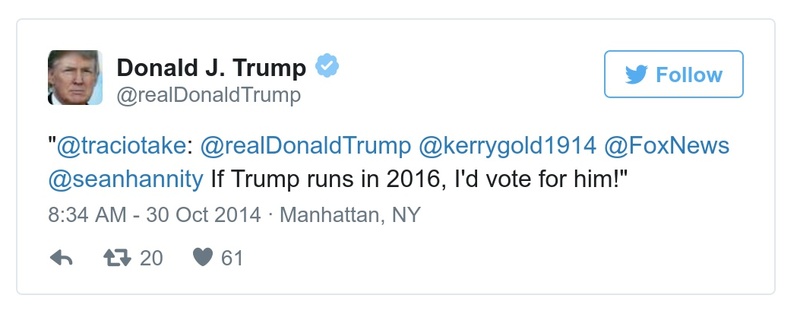 Donald J. Trump
@realDonaldTrump
Follow
"@traciotake: @realDonaldTrump @kerrygold1914 @FoxNews
@seanhannity If Trump runs in 2016, I'd vote for him!"
8:34 AM - 30 Oct 2014 · Manhattan, NY
20 61